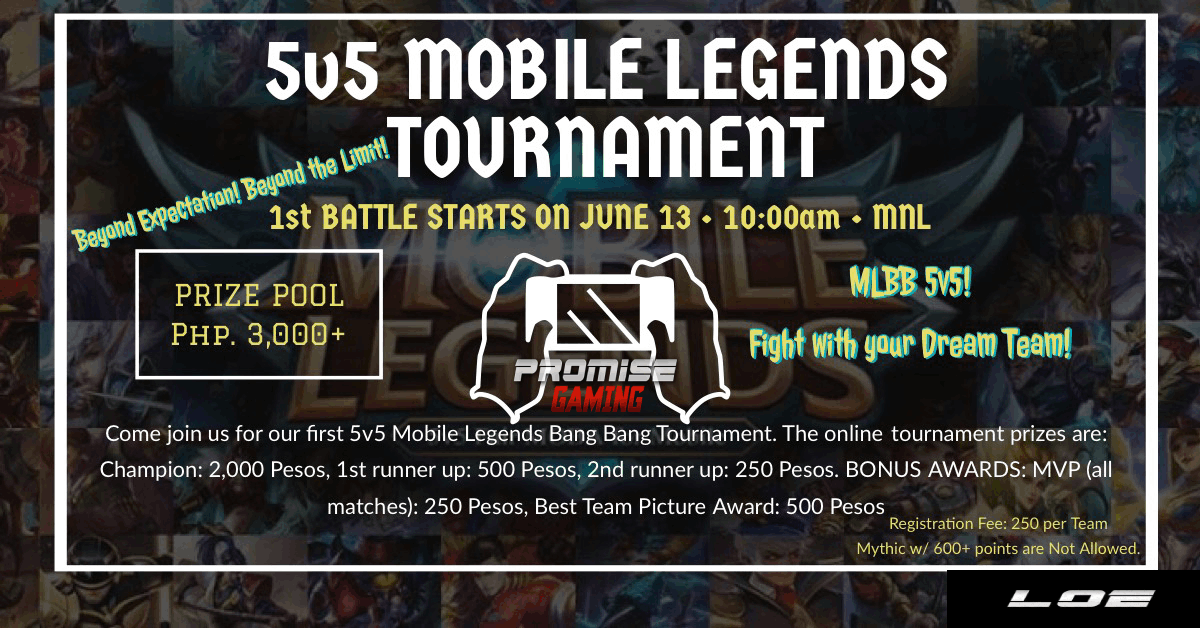 5v5 MOBILE LEGENDS
TOURNAMENT
Beyond Expectation! Beyond the Limit!
1st BATTLE STARTS ON JUNE 13 • 10:00am • MNL
PRIZE POOL
PHP. 3,000+
MLBB 5v5!
Fight with your Dream Team!
MOBILE
LEGENDS
PROMISE
GAMING
Come join us for our first 5v5 Mobile Legends Bang Bang Tournament. The online tournament prizes are:
Champion: 2,000 Pesos, 1st runner up: 500 Pesos, 2nd runner up: 250 Pesos. BONUS AWARDS: MVP (all
matches): 250 Pesos, Best Team Picture Award: 500 Pesos
Registration Fee: 250 per Team
Mythic w/ 600+ points are Not Allowed.
LOE